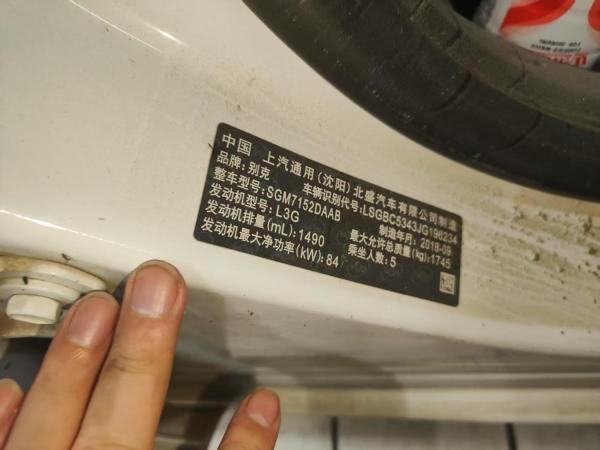 中国 上汽通用(沈阳)北盛汽车有限公司制造
品牌:别克 车辆识别代号:LSGBC5343JG198234
整车型号:SGM7152DAAB 制造年月:2018-09
发动机型号:L3G 最大允许总质量(kg):1745
发动机排量(mL):1490 乘坐人数:5
发动机最大净功率(kW):84